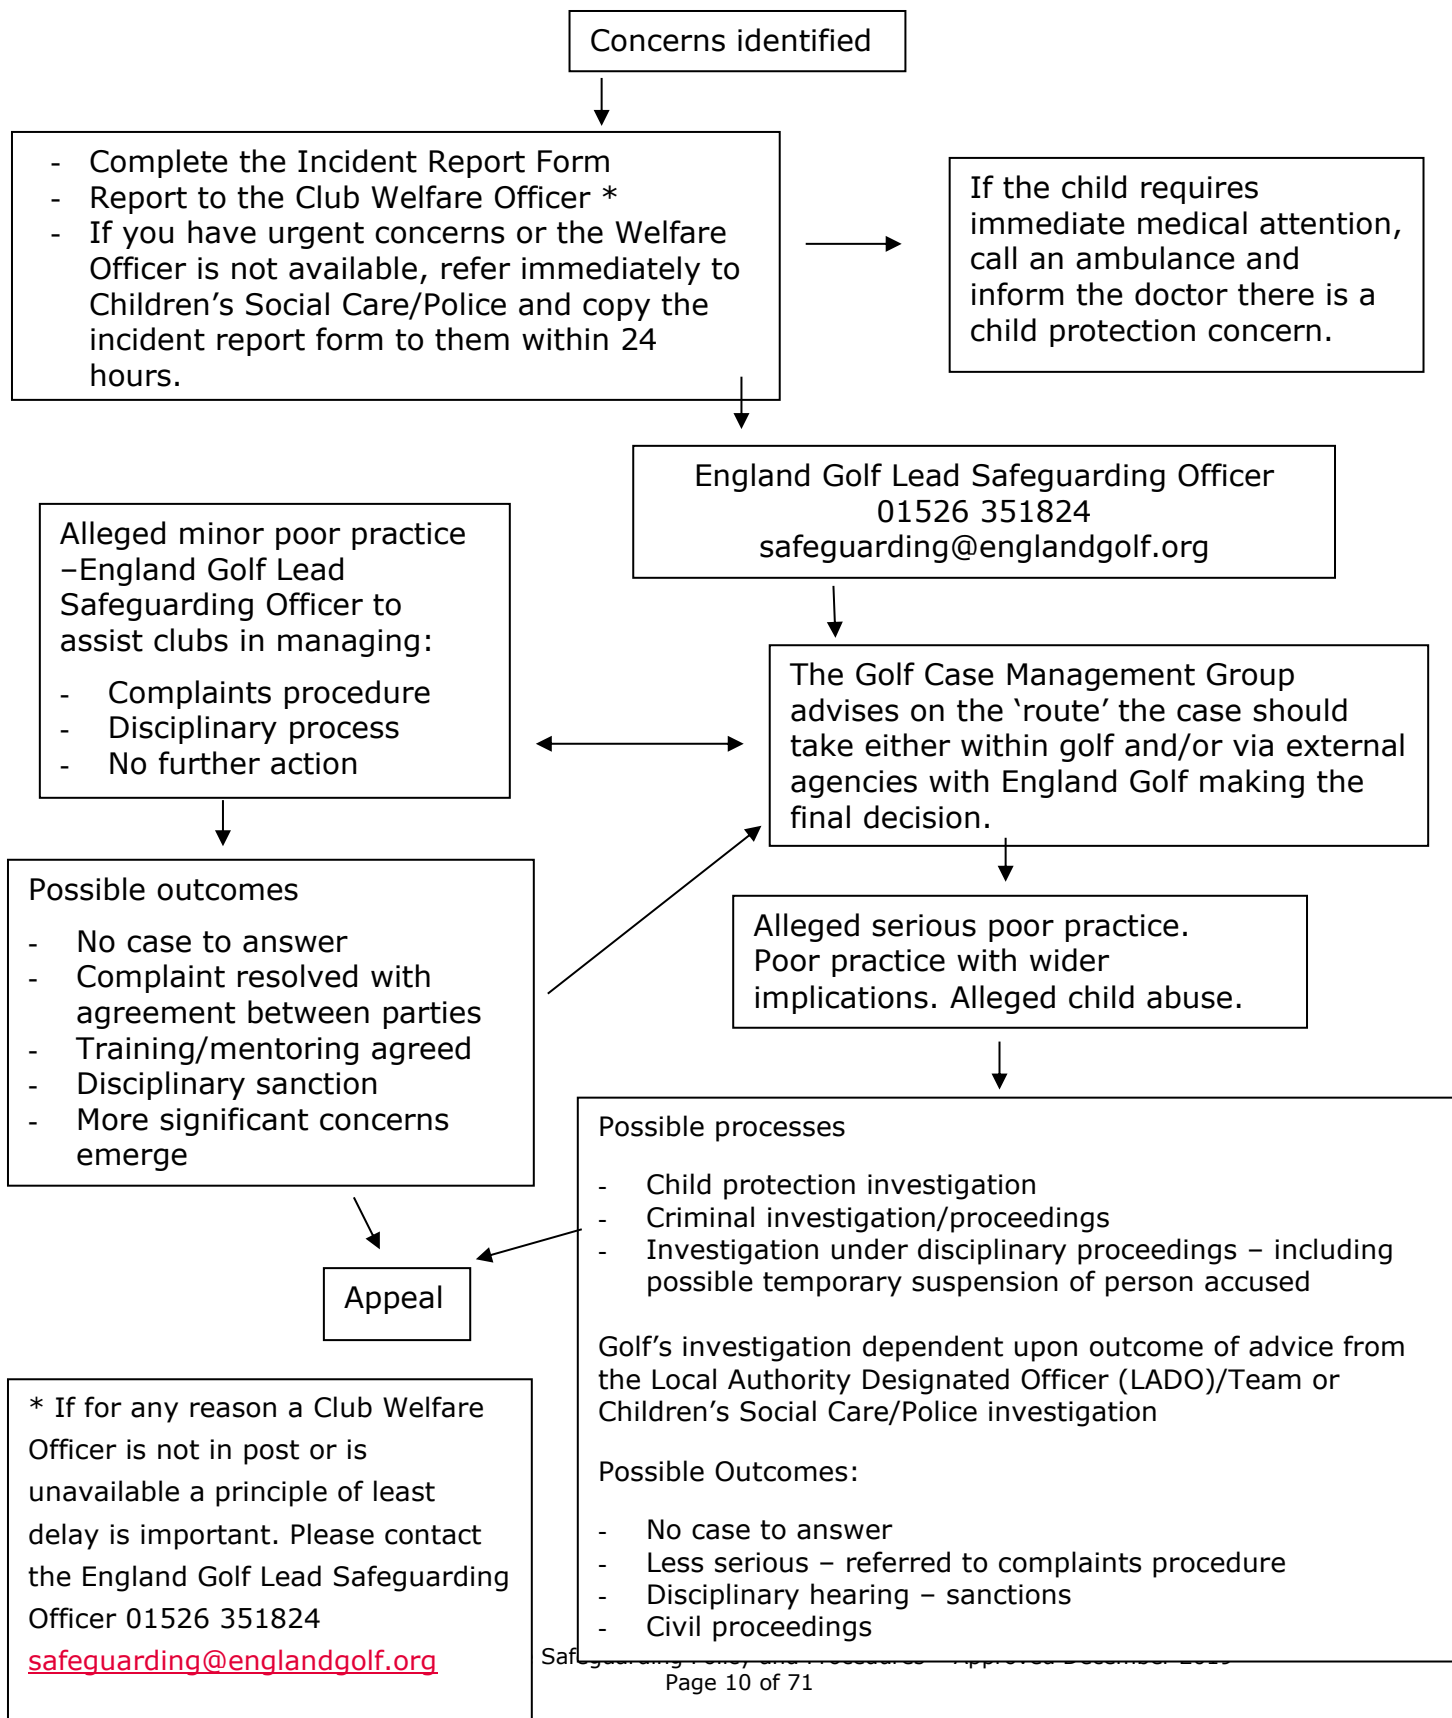 Concerns identified
- Complete the Incident Report Form
- Report to the Club Welfare Officer *
- If you have urgent concerns or the Welfare
Officer is not available, refer immediately to
Children’s Social Care/Police and copy the
incident report form to them within 24
hours.
If the child requires
immediate medical attention,
call an ambulance and
inform the doctor there is a
child protection concern.
England Golf Lead Safeguarding Officer
01526 351824
safeguarding@englandgolf.org
Alleged minor poor practice
–England Golf Lead
Safeguarding Officer to
assist clubs in managing:
- Complaints procedure
- Disciplinary process
- No further action
The Golf Case Management Group
advises on the ‘route’ the case should
take either within golf and/or via external
agencies with England Golf making the
final decision.
Possible outcomes
- No case to answer
- Complaint resolved with
agreement between parties
- Training/mentoring agreed
- Disciplinary sanction
- More significant concerns
emerge
Alleged serious poor practice.
Poor practice with wider
implications. Alleged child abuse.
Possible processes
- Child protection investigation
- Criminal investigation/proceedings
- Investigation under disciplinary proceedings – including
possible temporary suspension of person accused
Golf’s investigation dependent upon outcome of advice from
the Local Authority Designated Officer (LADO)/Team or
Children’s Social Care/Police investigation
Possible Outcomes:
- No case to answer
- Less serious – referred to complaints procedure
- Disciplinary hearing – sanctions
- Civil proceedings
Appeal
* If for any reason a Club Welfare
Officer is not in post or is
unavailable a principle of least
delay is important. Please contact
the England Golf Lead Safeguarding
Officer 01526 351824
safeguarding@englandgolf.org
Safeguarding Policy and Procedures – Approved December 2019
Page 10 of 71